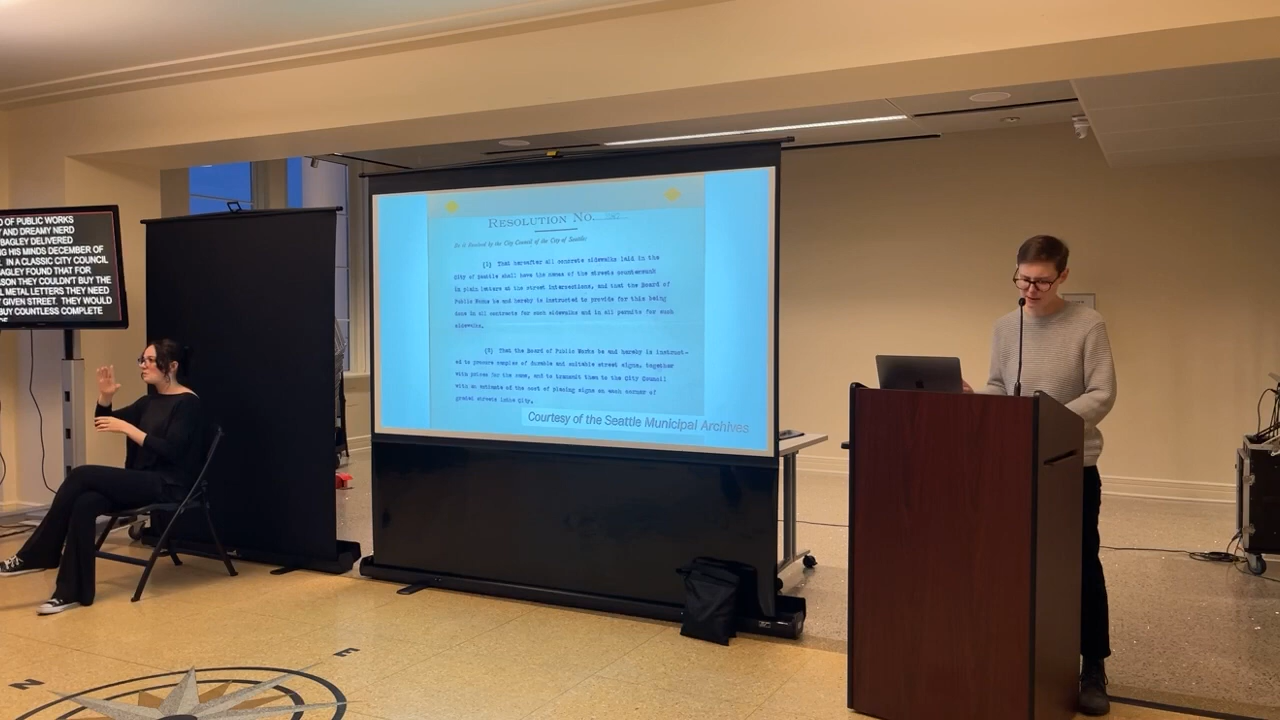 D OF PUBLIC WORKS
Y AND DREAMY NERD
BAGLEY DELIVERED
NG HIS MINDS DECEMBER OF
IN A CLASSIC CITY COUNCIL
BAGLEY FOUND THAT FOR
SON THEY COULDN'T BUY THE
L METAL LETTERS THEY NEED
Y GIVEN STREET. THEY WOULD
BUY COUNTLESS COMPLETE
RESOLUTION NO.
Be it Resolved by the City Council of the City of Seattle:
(1) That hereafter all concrete sidewalks laid in the
City of Seattle shall have the names of the streets countersunk
in plain letters at the street intersections, and that the Board of
Public Works be and hereby is instructed to provide for this being
done in all contracts for such sidewalks and in all permits for such
sidewalks.
(2) That the Board of Public Works be and hereby is instruct-
ed to procure samples of durable and suitable street signs, together
with prices for the same, and to transmit them to the City Council
with an estimate of the cost of placing signs on each corner of
graded streets inthe City.
Courtesy of the Seattle Municipal Archives
N
E